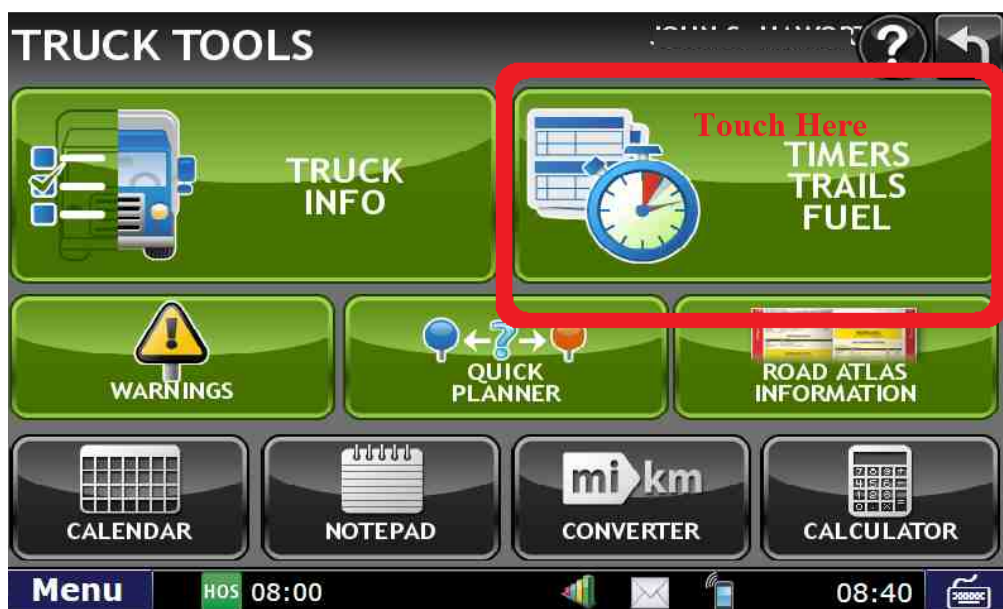 TRUCK TOOLS
?
Touch Here
TRUCK
INFO
TIMERS
TRAILS
FUEL
WARNINGS
?
QUICK
PLANNER
ROAD ATLAS
INFORMATION
mi km
CALENDAR
NOTEPAD
CONVERTER
CALCULATOR
Menu
HOS 08:00
08:40